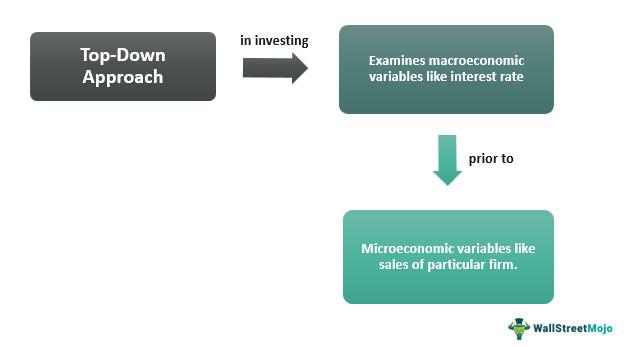 Top-Down
Approach
in investing
Examines macroeconomic
variables like interest rate
prior to
Microeconomic variables like
sales of particular firm.
WallStreetMojo